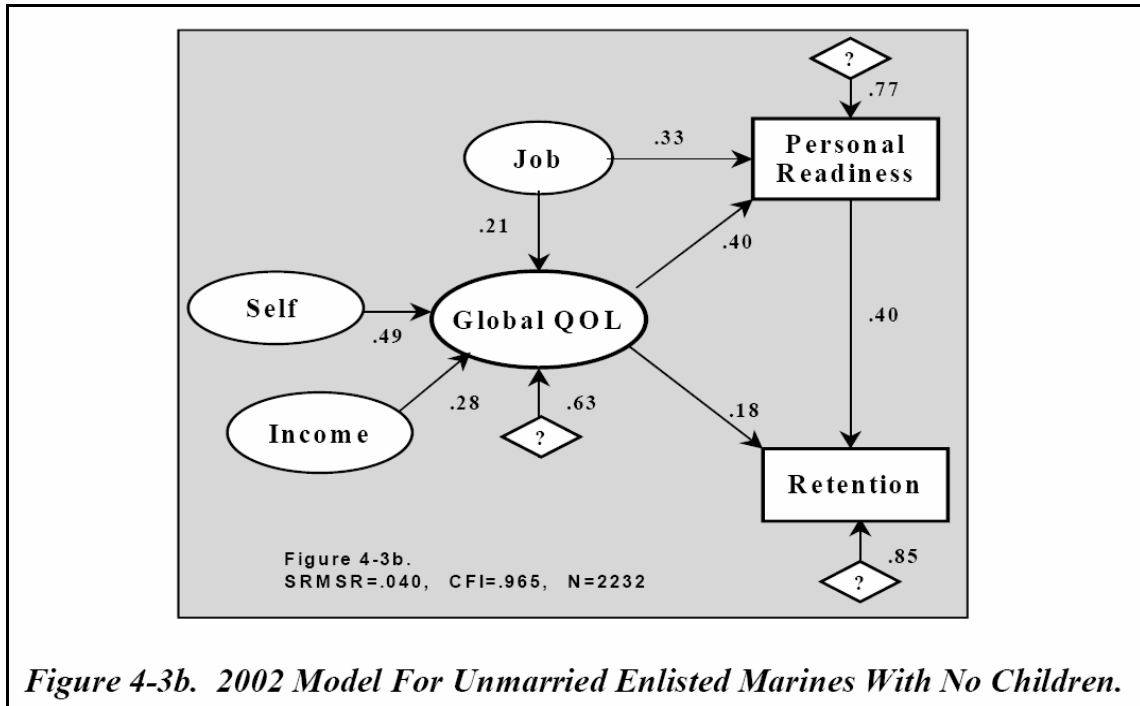 ?
.77
Personal
Readiness
Job
.33
.21
.40
Self
Global QOL
.49
.40
Income
.28
.63
?
.18
Retention
.85
?
Figure 4-3b.
SRMSR=.040, CFI=.965, N=2232
Figure 4-3b. 2002 Model For Unmarried Enlisted Marines With No Children.